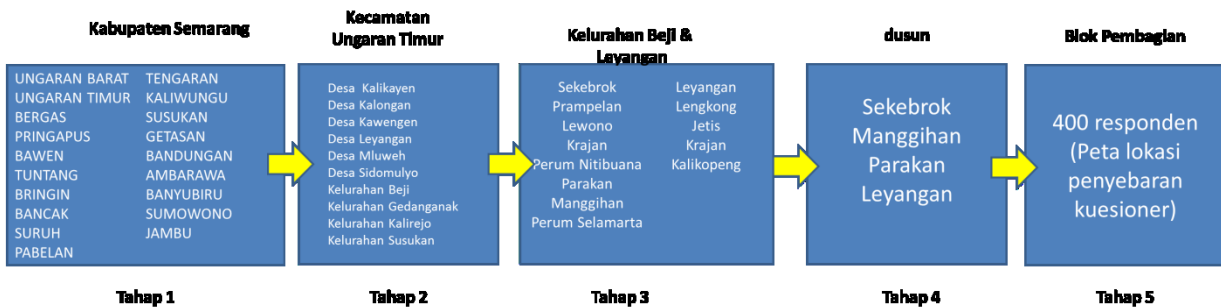 Kabupaten Semarang
UNGARAN BARAT
UNGARAN TIMUR
BERGAS
PRINGAPUS
BAWEN
TUNTANG
BRINGIN
BANCAK
SURUH
PABELAN
TENGARAN
KALIWUNGU
SUSUKAN
GETASAN
BANDUNGAN
AMBARAWA
BANYUBIRU
SUMOWONO
JAMBU
Tahap 1
Kecamatan
Ungaran Timur
Desa Kalikayen
Desa Kalongan
Desa Kawengen
Desa Leyangan
Desa Mluweh
Desa Sidomulyo
Kelurahan Beji
Kelurahan Gedanganak
Kelurahan Kalirejo
Kelurahan Susukan
Tahap 2
Kelurahan Beji &
Leyangan
Sekebrok
Prampelan
Lewono
Krajan
Perum Nitibuana
Parakan
Manggihan
Perum Selamarta
Leyangan
Lengkong
Jetis
Krajan
Kalikopeng
Tahap 3
dusun
Sekebrok
Manggihan
Parakan
Leyangan
Tahap 4
Blok Pembagian
400 responden
(Peta lokasi
penyebaran
kuesioner)
Tahap 5